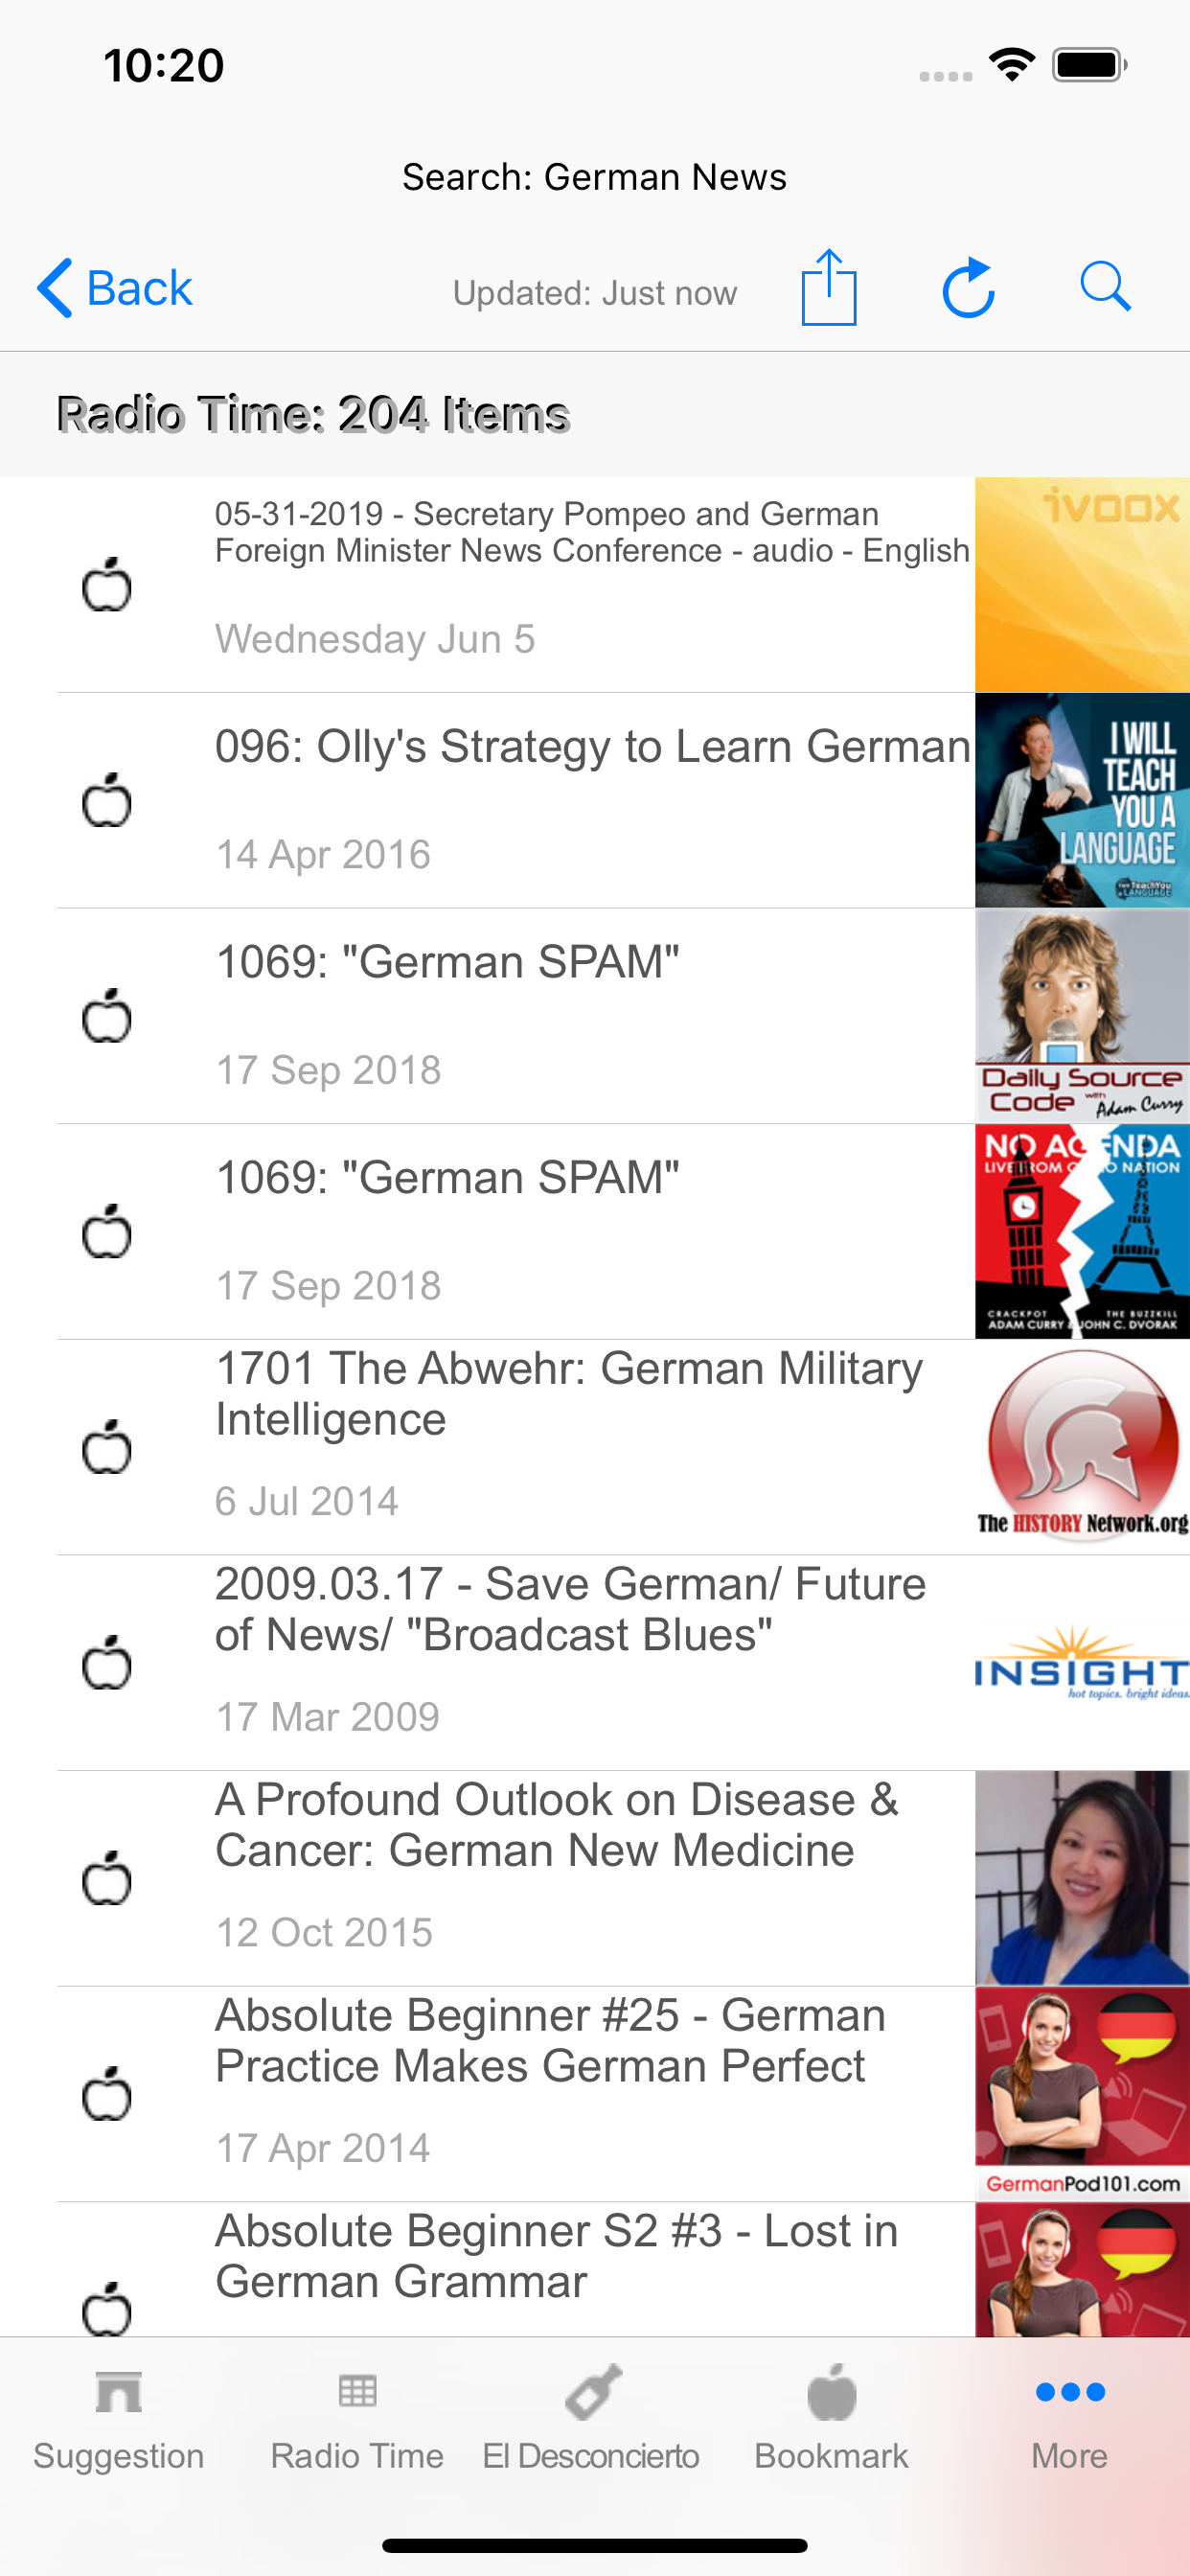 10:20
Search: German News
Back
Updated: Just now
Radio Time: 204 Items
05-31-2019 - Secretary Pompeo and German
Foreign Minister News Conference - audio - English
Wednesday Jun 5
ivoox
096: Olly's Strategy to Learn German
14 Apr 2016
I WILL
TEACH
YOU A
LANGUAGE
1069: "German SPAM"
17 Sep 2018
Daily Source
Code with Adam Curry
1069: "German SPAM"
17 Sep 2018
NO AGENDA
CRACKPOT THE BUZZKILL
ADAM CURRY & JOHN C. DVORAK
1701 The Abwehr: German Military
Intelligence
6 Jul 2014
The HISTORY Network.org
2009.03.17 - Save German/ Future
of News/ "Broadcast Blues"
17 Mar 2009
INSIGHT
hot topics. bright ideas.
A Profound Outlook on Disease &
Cancer: German New Medicine
12 Oct 2015
Absolute Beginner #25 - German
Practice Makes German Perfect
17 Apr 2014
GermanPod101.com
Absolute Beginner S2 #3 - Lost in
German Grammar
Suggestion
Radio Time
El Desconcierto
Bookmark
More